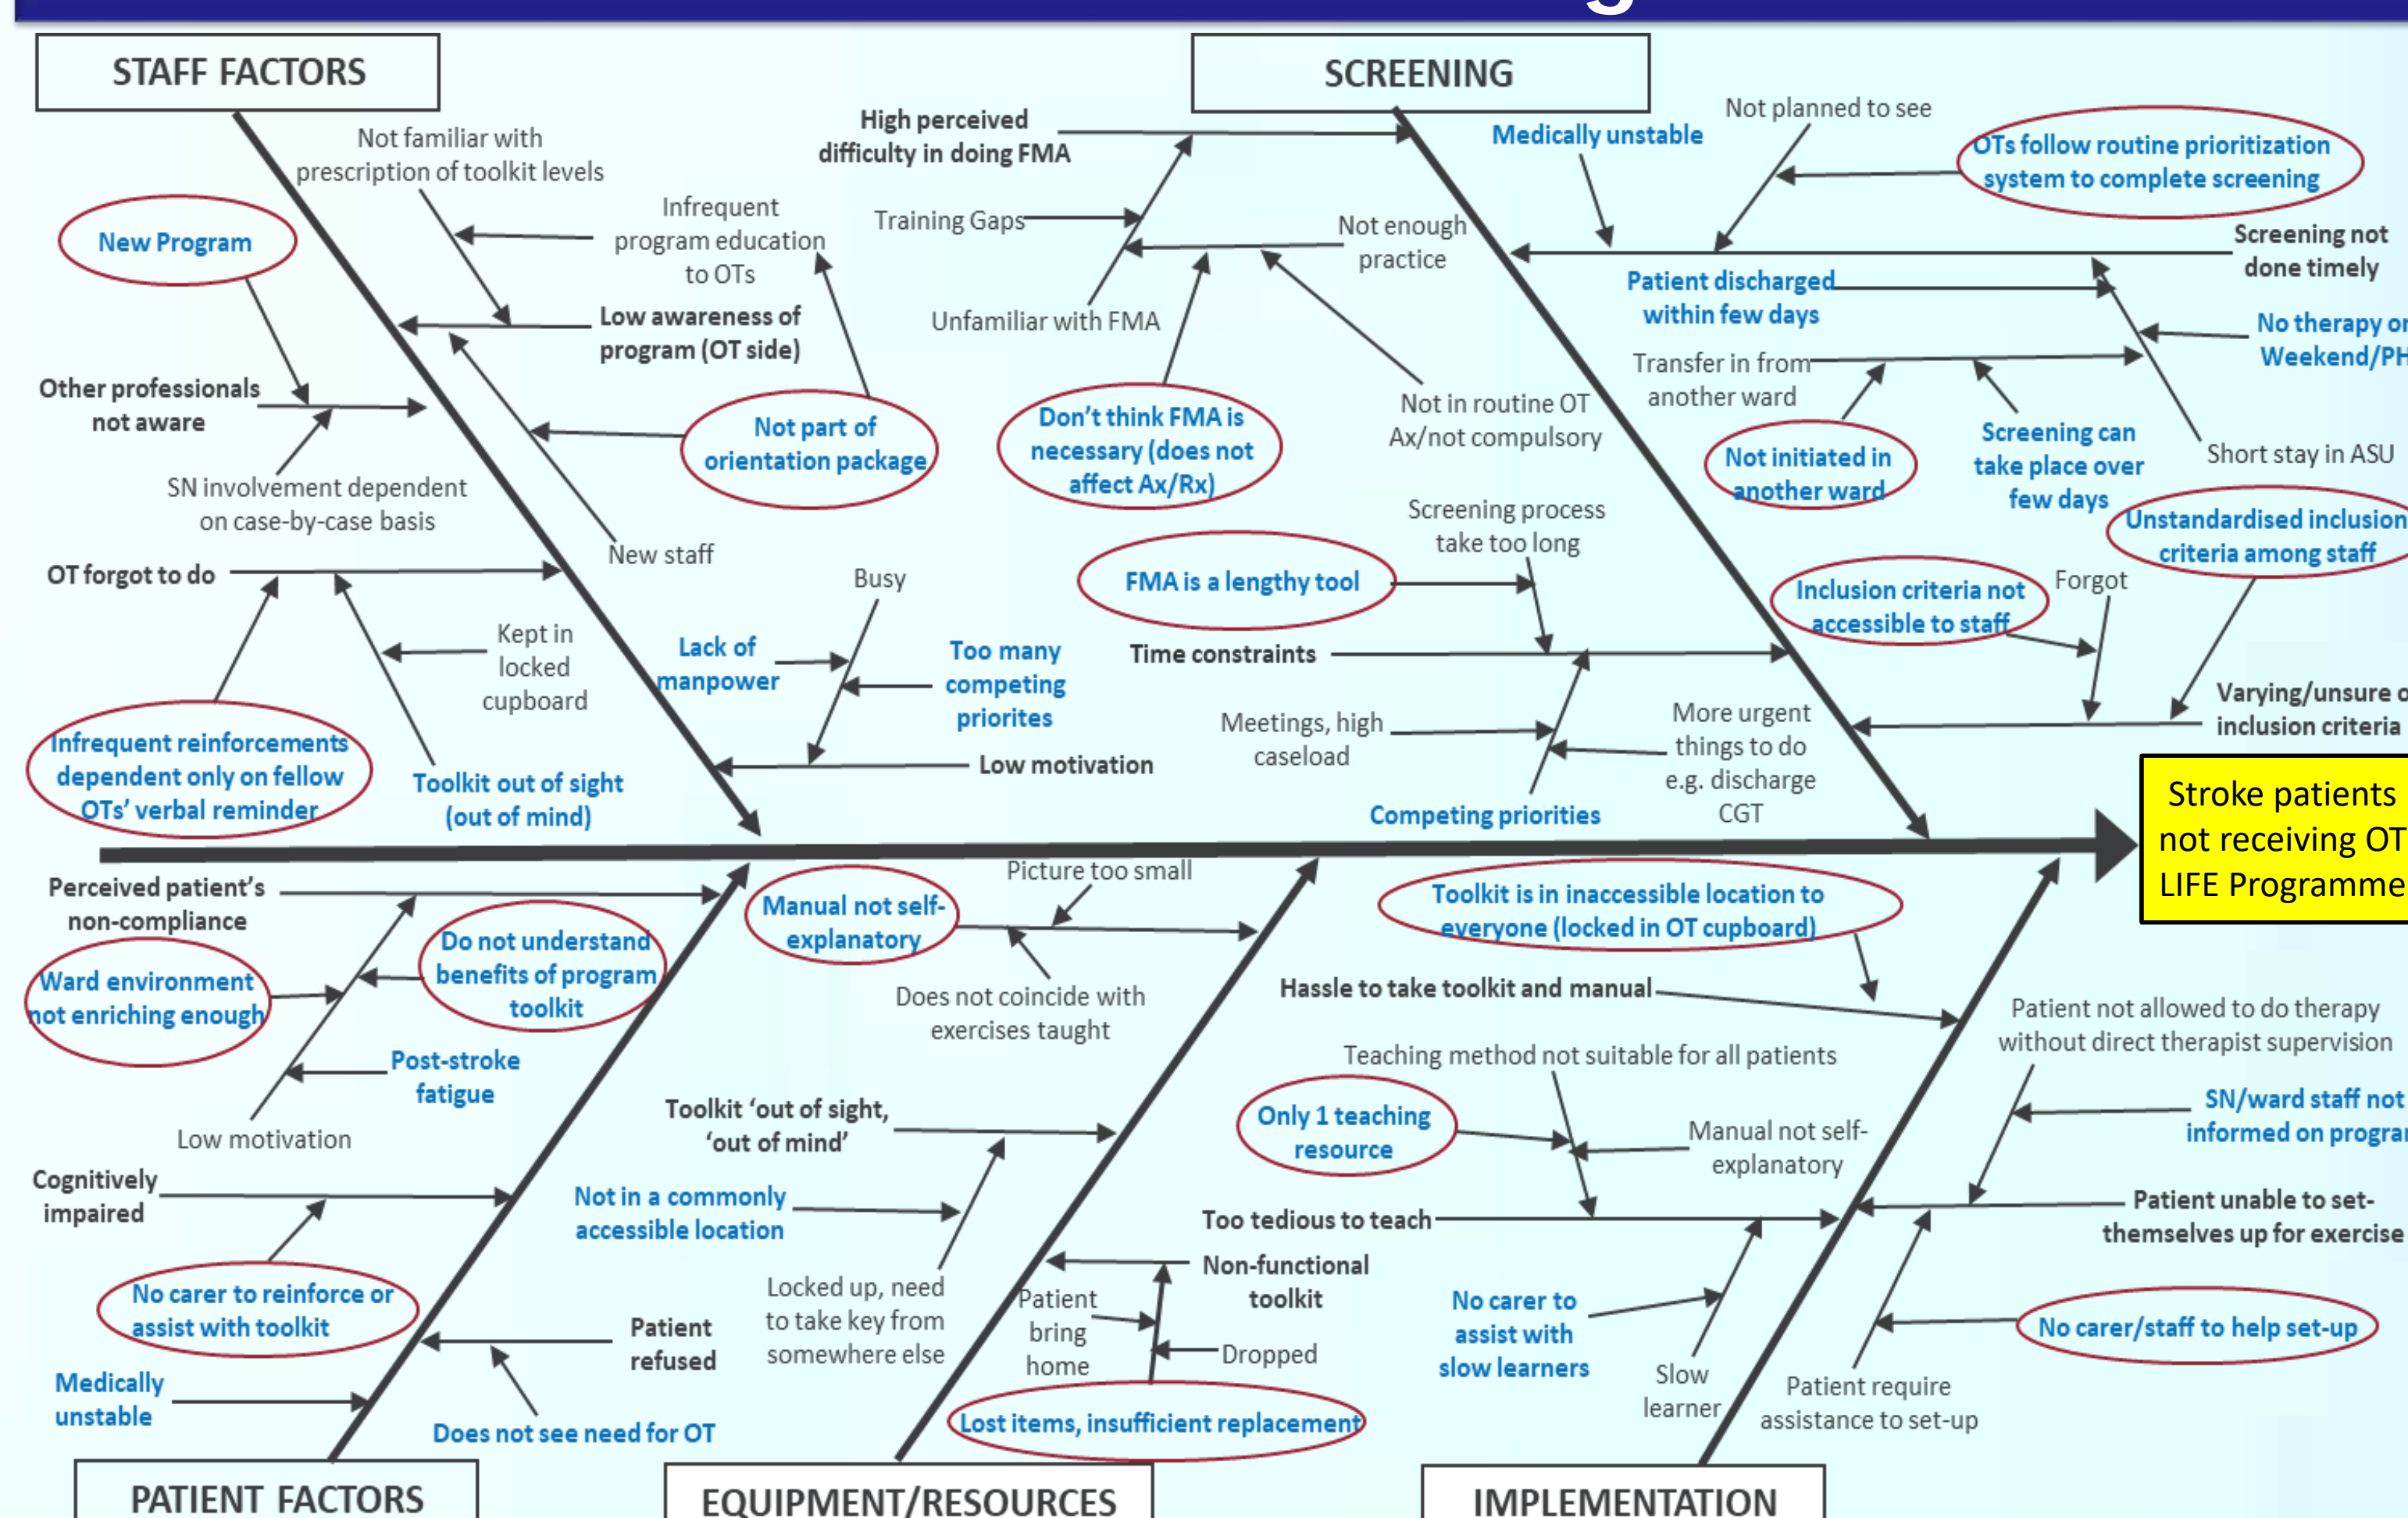 STAFF FACTORS
SCREENING
Not familiar with
prescription of toolkit levels
New Program
Infrequent
program education
to OTs
Low awareness of
program (OT side)
Other professionals
not aware
Not part of
orientation package
SN involvement dependent
on case-by-case basis
New staff
OT forgot to do
Kept in
locked
cupboard
Infrequent reinforcements
dependent only on fellow
OTs’ verbal reminder
Toolkit out of sight
(out of mind)
Busy
Lack of
manpower
Too many
competing
priorites
Low motivation
High perceived
difficulty in doing FMA
Training Gaps
Not enough
practice
Unfamiliar with FMA
Don’t think FMA is
necessary (does not
affect Ax/Rx)
Not in routine OT
Ax/not compulsory
Screening process
take too long
FMA is a lengthy tool
Time constraints
Meetings, high
caseload
More urgent
things to do
e.g. discharge
CGT
Competing priorities
Medically unstable
Not planned to see
OTs follow routine prioritization
system to complete screening
Screening not
done timely
Patient discharged
within few days
No therapy
Transfer in from
another ward
Not initiated in
another ward
Screening can
take place over
few days
Short stay in ASU
Unstandardised inclusion
criteria among staff
Inclusion criteria not
accessible to staff
Forgot
Varying/unsure
inclusion criteria
Stroke patients
not receiving OT
LIFE Programme
Perceived patient’s
non-compliance
Ward environment
not enriching enough
Do not understand
benefits of program
toolkit
Post-stroke
fatigue
Low motivation
Cognitively
impaired
No carer to reinforce or
assist with toolkit
Patient
refused
Medically
unstable
Does not see need for OT
Manual not self-
explanatory
Picture too small
Does not coincide with
exercises taught
Toolkit ‘out of sight,
‘out of mind’
Not in a commonly
accessible location
Locked up, need
to take key from
somewhere else
Non-functional
toolkit
Patient
bring
home
Dropped
Lost items, insufficient replacement
Toolkit is in inaccessible location to
everyone (locked in OT cupboard)
Hassle to take toolkit and manual
Patient not allowed to do therapy
without direct therapist supervision
Teaching method not suitable for all patients
Only 1 teaching
resource
Manual not self-
explanatory
SN/ward staff not
informed on
Too tedious to teach
Patient unable to set-
themselves up for exercise
No carer to
assist with
slow learners
Slow
learner
No carer/staff to help set-up
Patient require
assistance to set-up
PATIENT FACTORS
EQUIPMENT/RESOURCES
IMPLEMENTATION